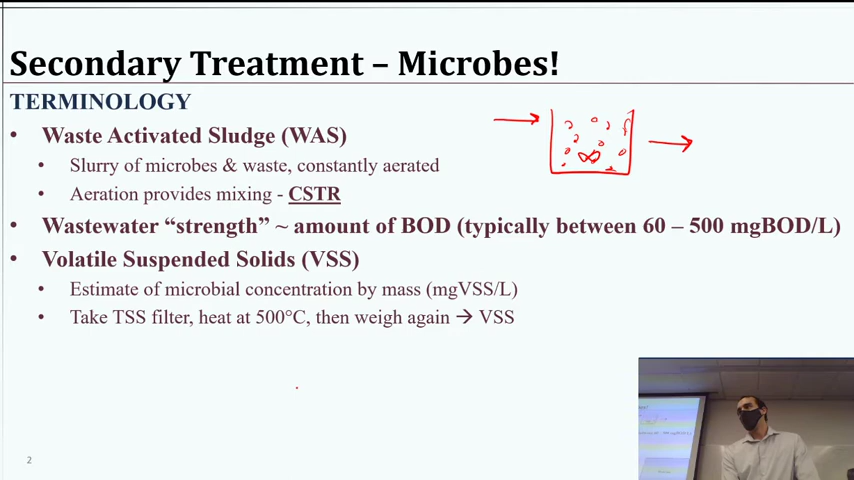 Secondary Treatment – Microbes!
TERMINOLOGY
• Waste Activated Sludge (WAS)
• Slurry of microbes & waste, constantly aerated
• Aeration provides mixing - CSTR
• Wastewater “strength” ~ amount of BOD (typically between 60 – 500 mgBOD/L)
• Volatile Suspended Solids (VSS)
• Estimate of microbial concentration by mass (mgVSS/L)
• Take TSS filter, heat at 500°C, then weigh again → VSS
2